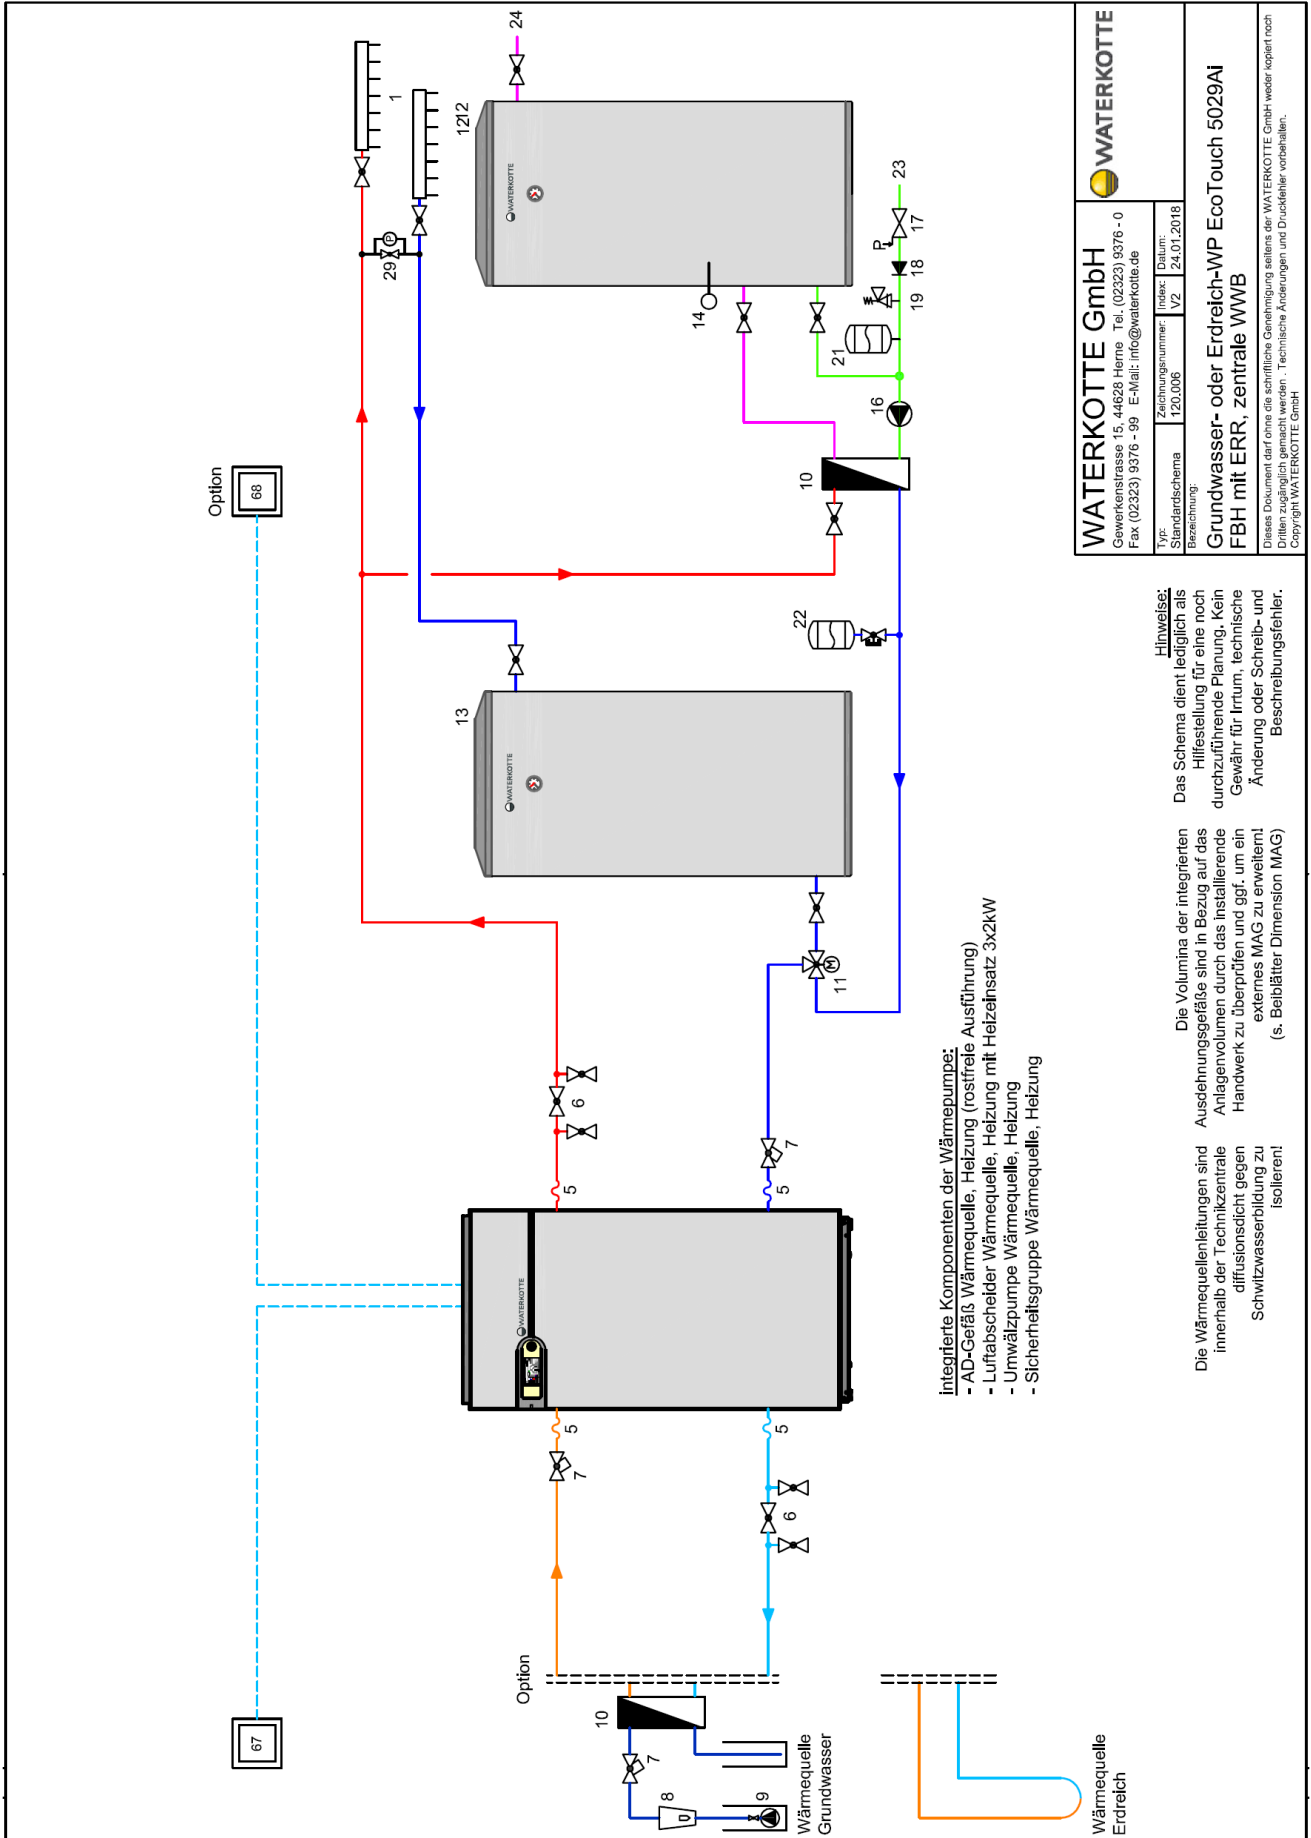 67
Option
68
24
1
12
12
29
14
23
17
P
18
19
21
16
10
22
13
WATERKOTTE
WATERKOTTE
WATERKOTTE
P
M
11
6
5
7
5
5
7
5
6
Option
10
7
8
9
Wärmequelle
Grundwasser
Wärmequelle
Erdreich
integrierte Komponenten der Wärmepumpe:
- AD-Gefäß Wärmequelle, Heizung (rostfreie Ausführung)
- Luftabscheider Wärmequelle, Heizung mit Heizeinsatz 3x2kW
- Umwälzpumpe Wärmequelle, Heizung
- Sicherheitsgruppe Wärmequelle, Heizung
Die Wärmequellenleitungen sind
innerhalb der Technikzentrale
diffusionsdicht gegen
Schwitzwasserbildung zu
isolieren!
Die Volumina der integrierten
Ausdehnungsgefäße sind in Bezug auf das
Anlagenvolumen durch das installierende
Handwerk zu überprüfen und ggf. um ein
externes MAG zu erweitern!
(s. Beiblätter Dimension MAG)
Hinweise:
Das Schema dient lediglich als
Hilfestellung für eine noch
durchzuführende Planung. Kein
Gewähr für Irrtum, technische
Änderung oder Schreib- und
Beschreibungsfehler.
WATERKOTTE GmbH
Gewerkenstrasse 15, 44628 Herne Tel. (02323) 9376 - 0
Fax (02323) 9376 - 99 E-Mail: info@waterkotte.de
WATERKOTTE
Typ:
Standardschema
Zeichnungsnummer:
120.006
Index:
V2
Datum:
24.01.2018
Bezeichnung:
Grundwasser- oder Erdreich-WP EcoTouch 5029Ai
FBH mit ERR, zentrale WWB
Dieses Dokument darf ohne die schriftliche Genehmigung seitens der WATERKOTTE GmbH weder kopiert noch
Dritten zugänglich gemacht werden . Technische Änderungen und Druckfehler vorbehalten.
Copyright WATERKOTTE GmbH